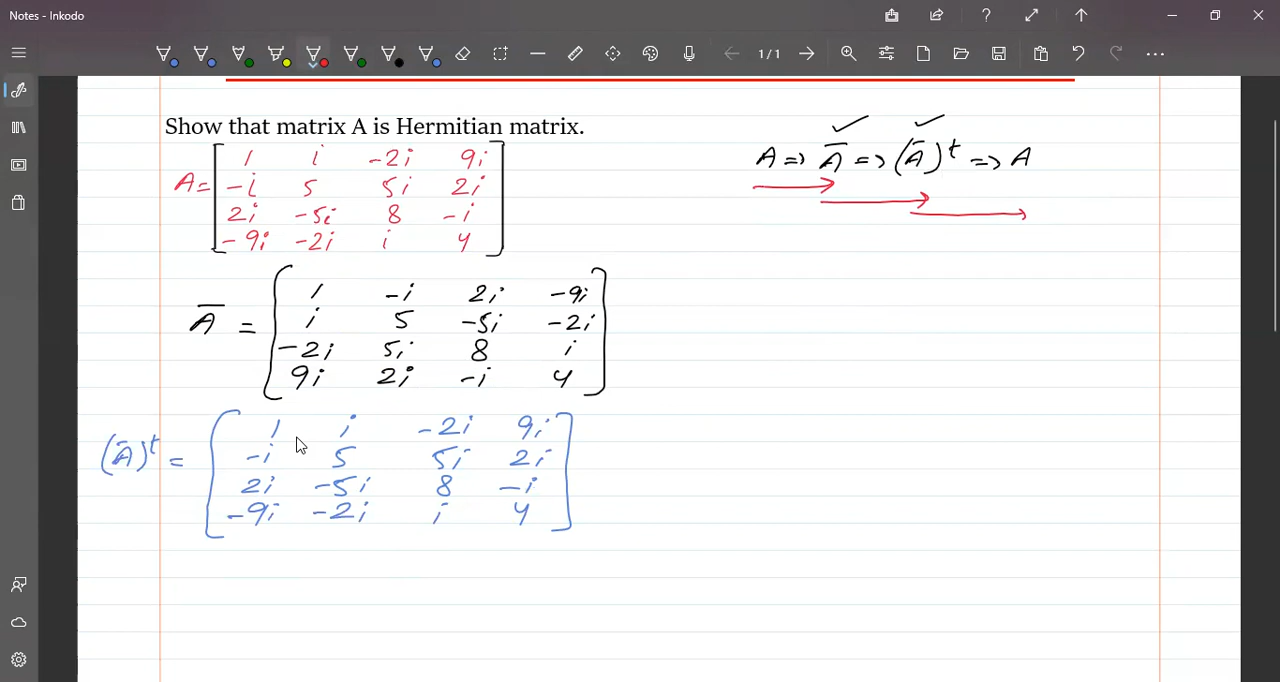 Notes - Inkodo
1/1
Show that matrix A is Hermitian matrix.
A => A̅ => (A̅)ᵗ => A
A = [ 1 i -2i 9i
-i 5 5i 2i
2i -5i 8 -i
-9i -2i i 4 ]
A̅ = [ 1 -i 2i -9i
i 5 -5i -2i
-2i 5i 8 i
9i 2i -i 4 ]
(A̅)ᵗ = [ 1 i -2i 9i
-i 5 5i 2i
2i -5i 8 -i
-9i -2i i 4 ]